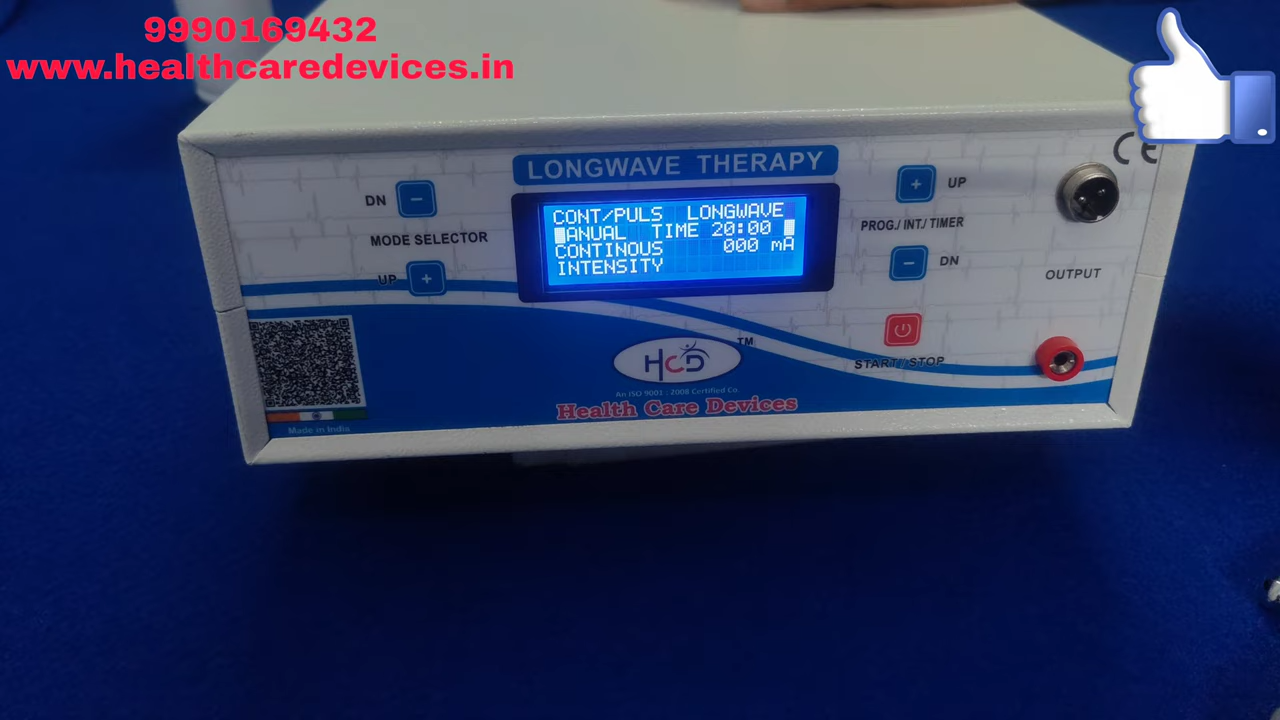 9990169432
www.healthcaredevices.in
CE
LONGWAVE THERAPY
DN
MODE SELECTOR
UP
CONT/PULS LONGWAVE
ANUAL TIME 20:00
CONTINOUS 000 mA
INTENSITY
UP
PROG./ INT./ TIMER
DN
START / STOP
OUTPUT
HCD TM
An ISO 9001 : 2008 Certified Co.
Health Care Devices
Made in India